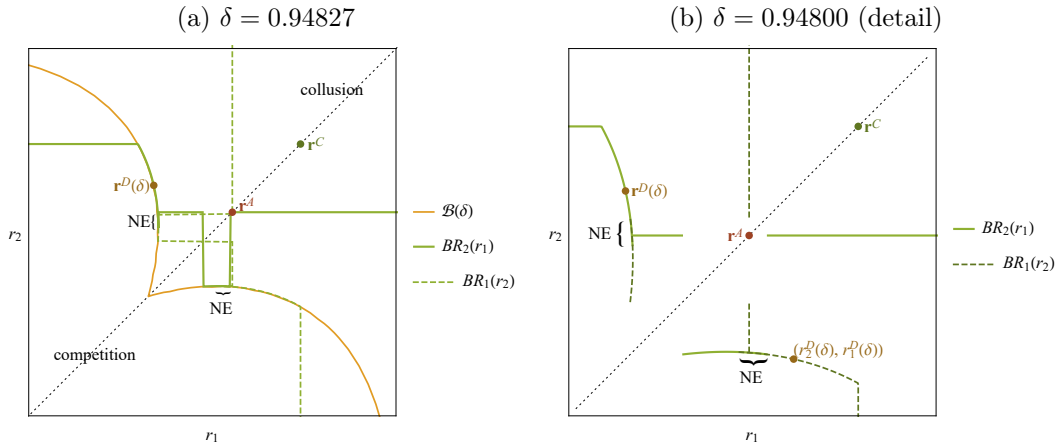 (a) δ = 0.94827
collusion
r^C
r^D(δ)
r^A
NE{
r_2
NE
competition
r_1
ℬ(δ)
BR_2(r_1)
BR_1(r_2)
(b) δ = 0.94800 (detail)
r^C
r^D(δ)
NE {
r^A
r_2
(r_2^D(δ), r_1^D(δ))
NE
r_1
BR_2(r_1)
BR_1(r_2)